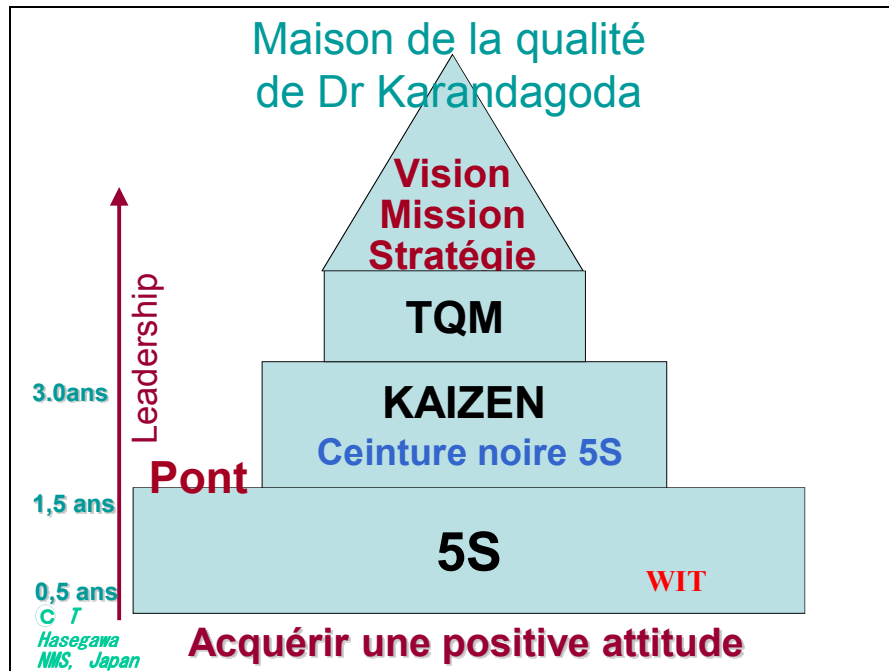 Maison de la qualité
de Dr Karandagoda
Vision
Mission
Stratégie
TQM
Leadership
3.0ans
KAIZEN
Ceinture noire 5S
Pont
1,5 ans
5S
WIT
0,5 ans
© T
Hasegawa
NMS, Japan
Acquérir une positive attitude